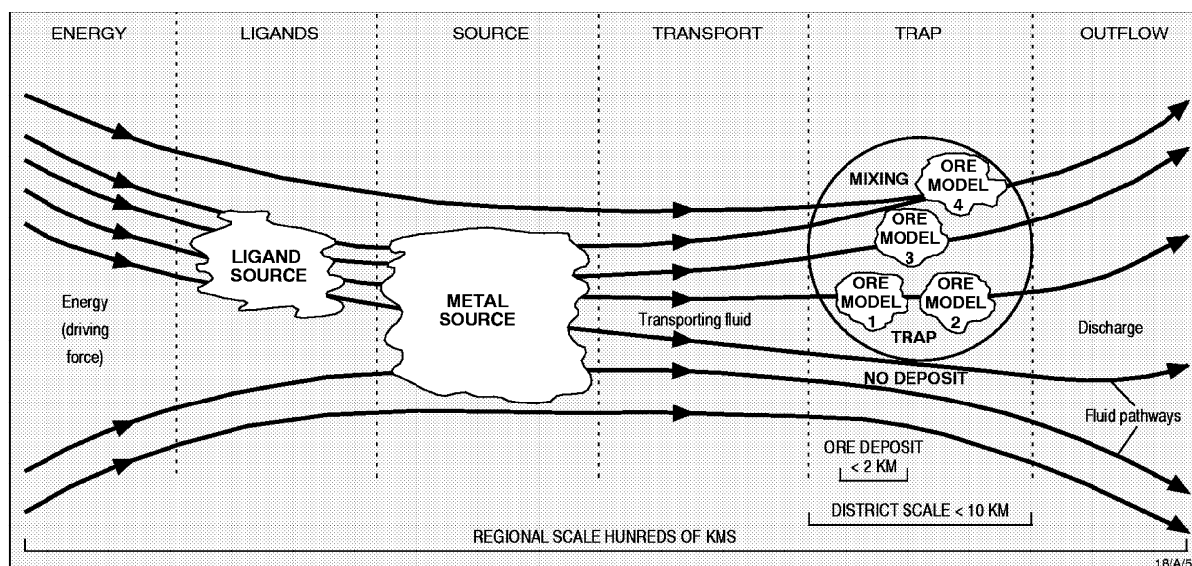 ENERGY
LIGANDS
SOURCE
TRANSPORT
TRAP
OUTFLOW
MIXING
ORE
MODEL
4
ORE
MODEL
3
LIGAND
SOURCE
Energy
(driving
force)
METAL
SOURCE
Transporting fluid
ORE
MODEL
1
ORE
MODEL
2
TRAP
Discharge
NO DEPOSIT
Fluid pathways
ORE DEPOSIT
< 2 KM
DISTRICT SCALE < 10 KM
REGIONAL SCALE HUNREDS OF KMS